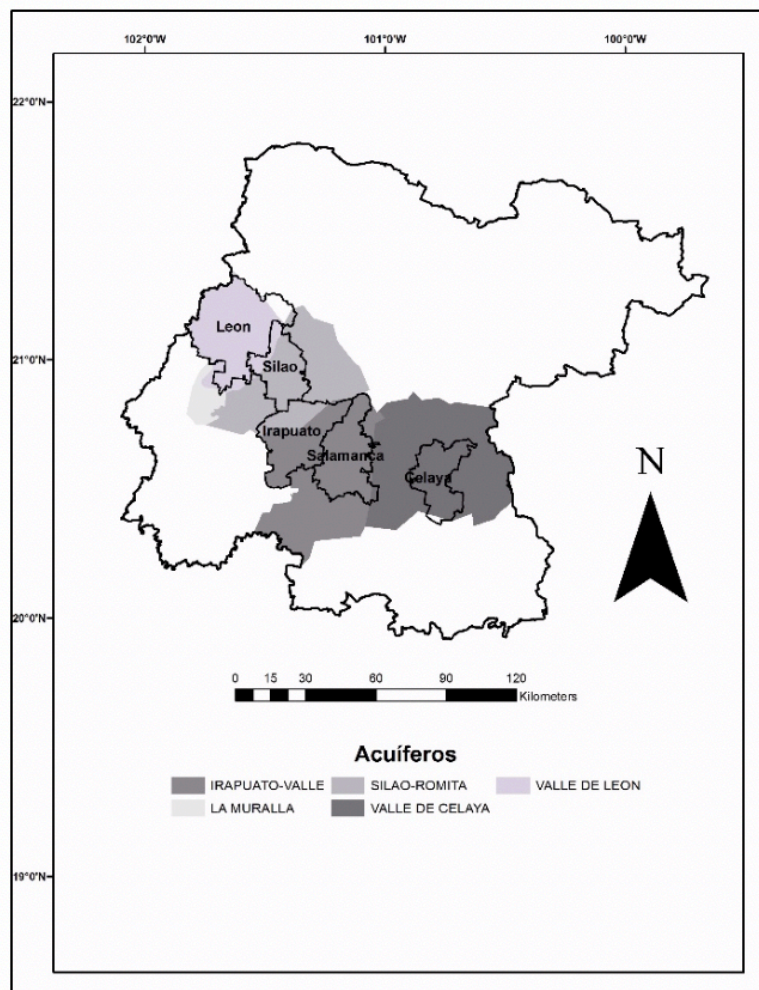 102°0'W 101°0'W 100°0'W
22°0'N
Leon
21°0'N
Silao
Irapuato
Salamanca
Celaya
N
20°0'N
0 15 30 60 90 120
Kilometers
Acuíferos
IRAPUATO-VALLE SILAO-ROMITA VALLE DE LEON
LA MURALLA VALLE DE CELAYA
19°0'N